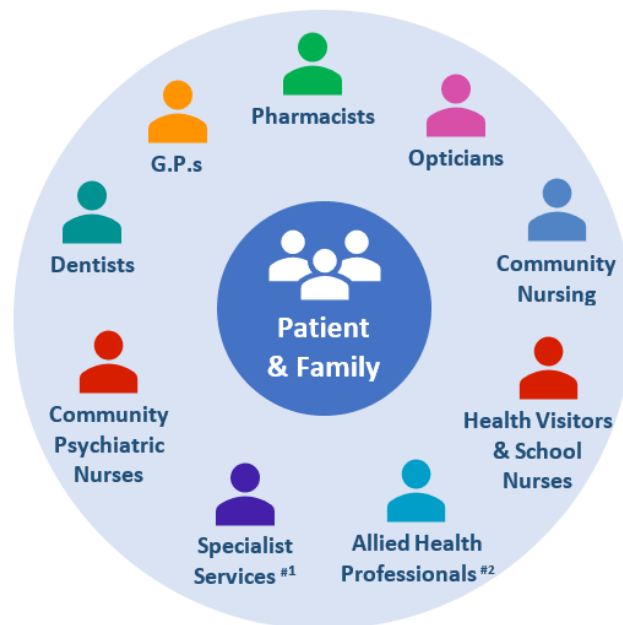 Pharmacists
G.P.s
Opticians
Dentists
Community
Nursing
Patient
& Family
Community
Psychiatric
Nurses
Health Visitors
& School
Nurses
Specialist
Services #1
Allied Health
Professionals #2